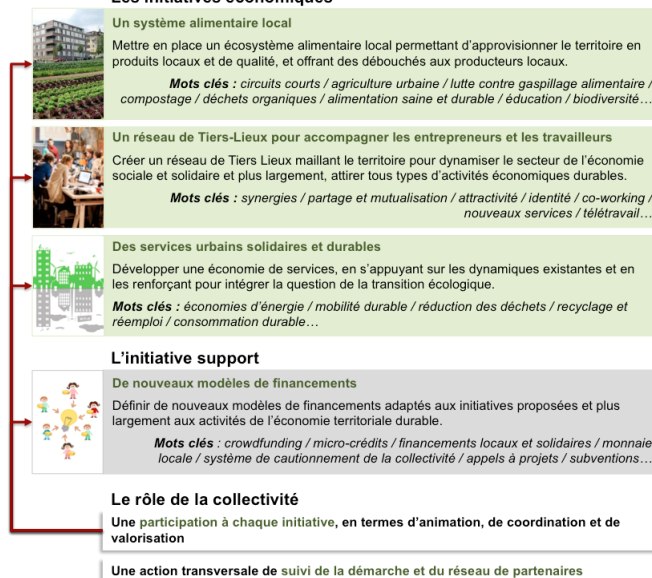 Les initiatives économiques
Un système alimentaire local
Mettre en place un écosystème alimentaire local permettant d'approvisionner le territoire en
produits locaux et de qualité, et offrant des débouchés aux producteurs locaux.
Mots clés : circuits courts / agriculture urbaine / lutte contre gaspillage alimentaire /
compostage / déchets organiques / alimentation saine et durable / éducation / biodiversité…
Un réseau de Tiers-Lieux pour accompagner les entrepreneurs et les travailleurs
Créer un réseau de Tiers Lieux maillant le territoire pour dynamiser le secteur de l'économie
sociale et solidaire et plus largement, attirer tous types d'activités économiques durables.
Mots clés : synergies / partage et mutualisation / attractivité / identité / co-working /
nouveaux services / télétravail…
Des services urbains solidaires et durables
Développer une économie de services, en s'appuyant sur les dynamiques existantes et en
les renforçant pour intégrer la question de la transition écologique.
Mots clés : économies d'énergie / mobilité durable / réduction des déchets / recyclage et
réemploi / consommation durable…
L'initiative support
De nouveaux modèles de financements
Définir de nouveaux modèles de financements adaptés aux initiatives proposées et plus
largement aux activités de l'économie territoriale durable.
Mots clés : crowdfunding / micro-crédits / financements locaux et solidaires / monnaie
locale / système de cautionnement de la collectivité / appels à projets / subventions…
Le rôle de la collectivité
Une participation à chaque initiative, en termes d'animation, de coordination et de
valorisation
Une action transversale de suivi de la démarche et du réseau de partenaires